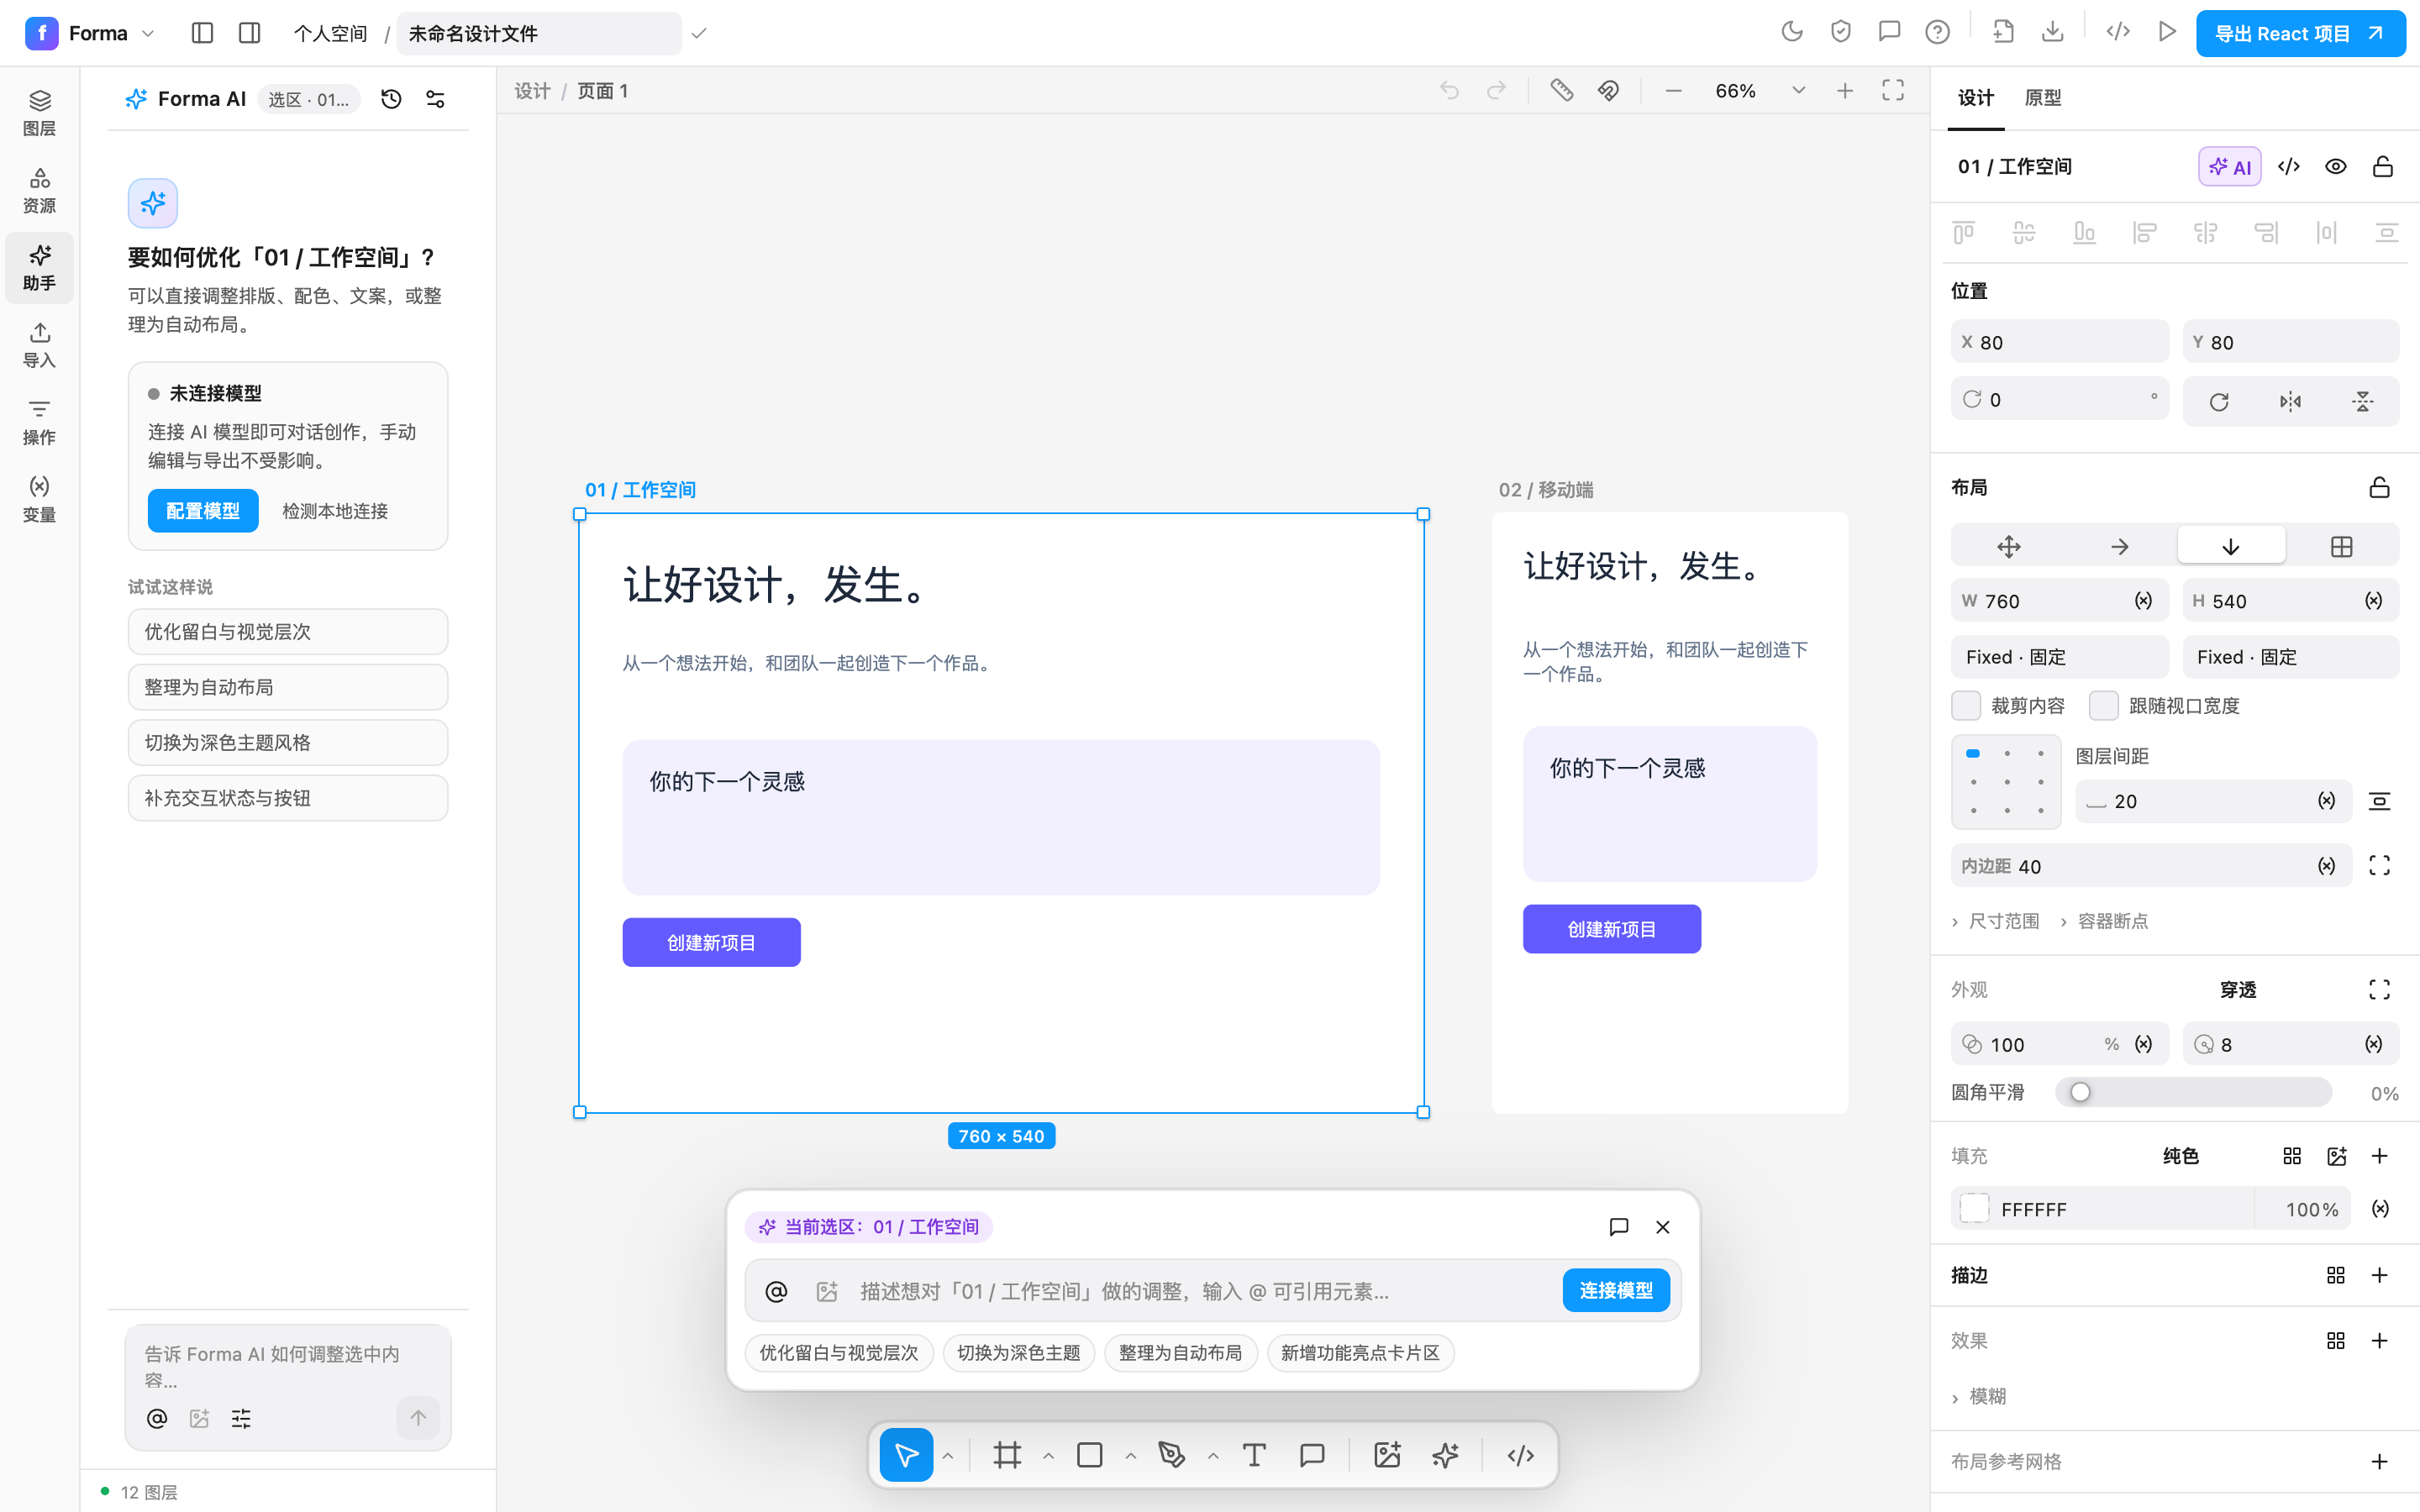 f Forma
个人空间 / 未命名设计文件
导出 React 项目
图层
资源
助手
导入
操作
变量
Forma AI 选区 · 01...
要如何优化「01 / 工作空间」?
可以直接调整排版、配色、文案，或整
理为自动布局。
未连接模型
连接 AI 模型即可对话创作，手动
编辑与导出不受影响。
配置模型 检测本地连接
试试这样说
优化留白与视觉层次
整理为自动布局
切换为深色主题风格
补充交互状态与按钮
告诉 Forma AI 如何调整选中内
容...
12 图层
设计 / 页面 1
66%
01 / 工作空间
让好设计，发生。
从一个想法开始，和团队一起创造下一个作品。
你的下一个灵感
创建新项目
760 × 540
02 / 移动端
让好设计，发生。
从一个想法开始，和团队一起创造下
一个作品。
你的下一个灵感
创建新项目
当前选区：01 / 工作空间
@ 描述想对「01 / 工作空间」做的调整，输入 @ 可引用元素...
连接模型
优化留白与视觉层次 切换为深色主题 整理为自动布局 新增功能亮点卡片区
设计 原型
01 / 工作空间 AI
位置
X 80 Y 80
0 °
布局
W 760 H 540
Fixed · 固定 Fixed · 固定
裁剪内容 跟随视口宽度
图层间距
20
内边距 40
› 尺寸范围 › 容器断点
外观 穿透
100 % 8
圆角平滑 0%
填充 纯色
FFFFFF 100%
描边
效果
› 模糊
布局参考网格